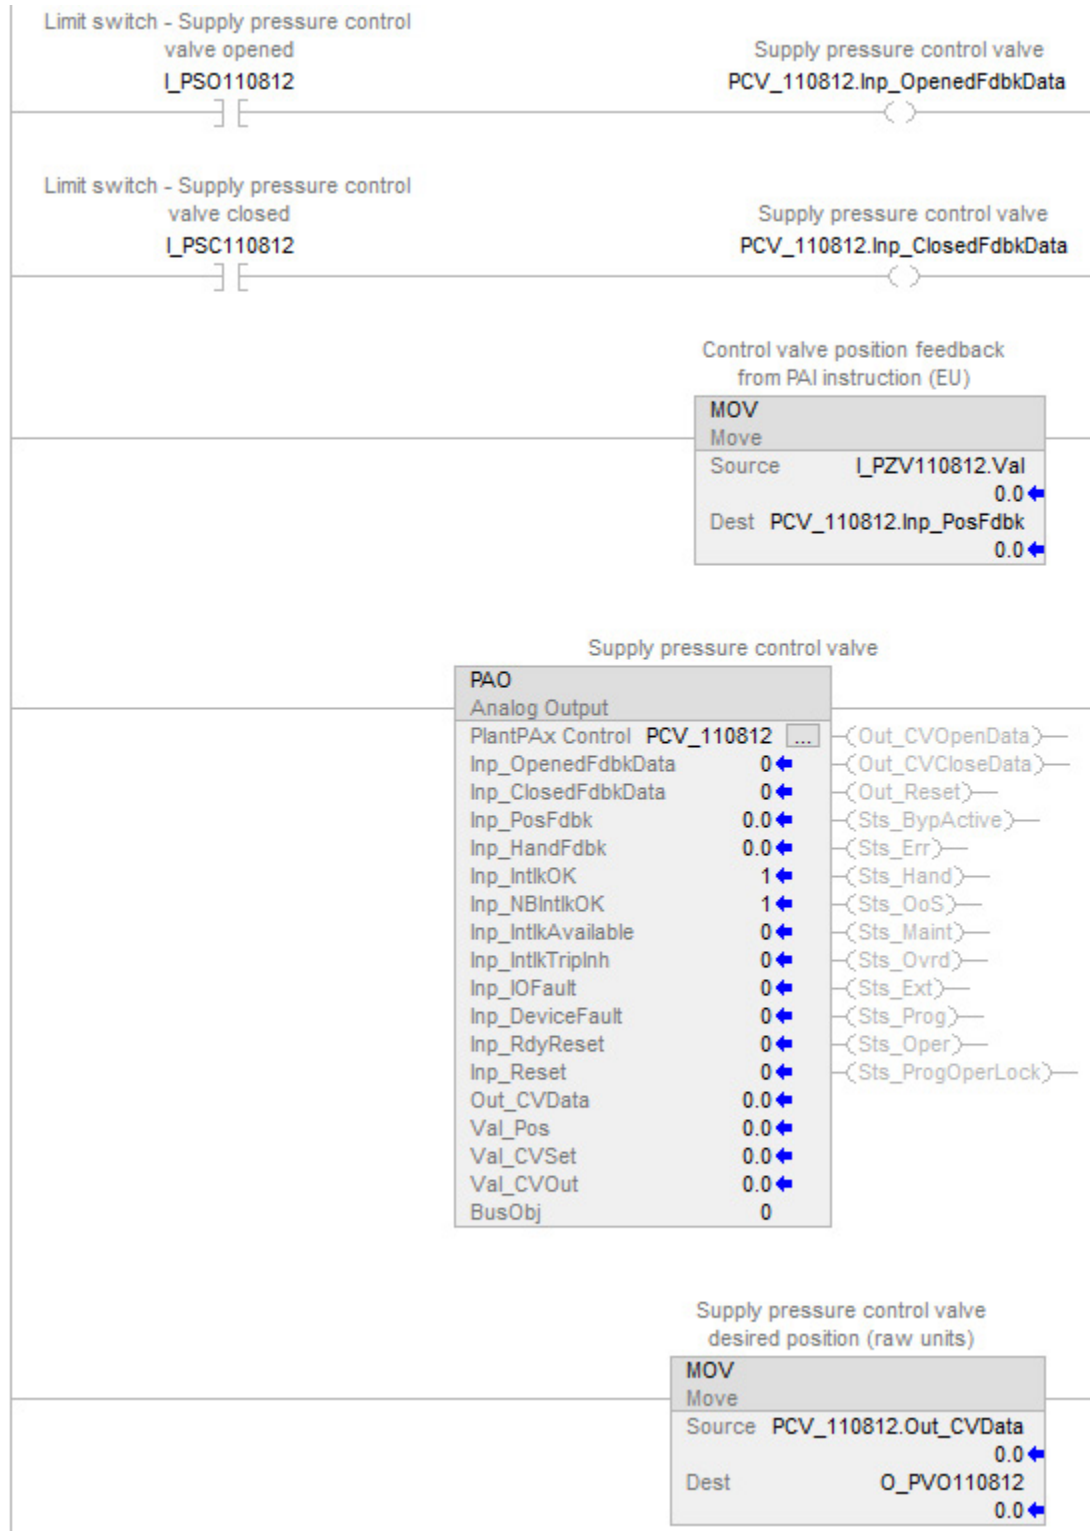 Limit switch - Supply pressure control
valve opened
I_PSO110812
Supply pressure control valve
PCV_110812.Inp_OpenedFdbkData
Limit switch - Supply pressure control
valve closed
I_PSC110812
Supply pressure control valve
PCV_110812.Inp_ClosedFdbkData
Control valve position feedback
from PAI instruction (EU)
MOV
Move
Source I_PZV110812.Val
0.0
Dest PCV_110812.Inp_PosFdbk
0.0
Supply pressure control valve
PAO
Analog Output
PlantPAx Control PCV_110812 ... (Out_CVOpenData)
Inp_OpenedFdbkData 0 (Out_CVCloseData)
Inp_ClosedFdbkData 0 (Out_Reset)
Inp_PosFdbk 0.0 (Sts_BypActive)
Inp_HandFdbk 0.0 (Sts_Err)
Inp_IntlkOK 1 (Sts_Hand)
Inp_NBIntlkOK 1 (Sts_OoS)
Inp_IntlkAvailable 0 (Sts_Maint)
Inp_IntlkTripInh 0 (Sts_Ovrd)
Inp_IOFault 0 (Sts_Ext)
Inp_DeviceFault 0 (Sts_Prog)
Inp_RdyReset 0 (Sts_Oper)
Inp_Reset 0 (Sts_ProgOperLock)
Out_CVData 0.0
Val_Pos 0.0
Val_CVSet 0.0
Val_CVOut 0.0
BusObj 0
Supply pressure control valve
desired position (raw units)
MOV
Move
Source PCV_110812.Out_CVData
0.0
Dest O_PVO110812
0.0